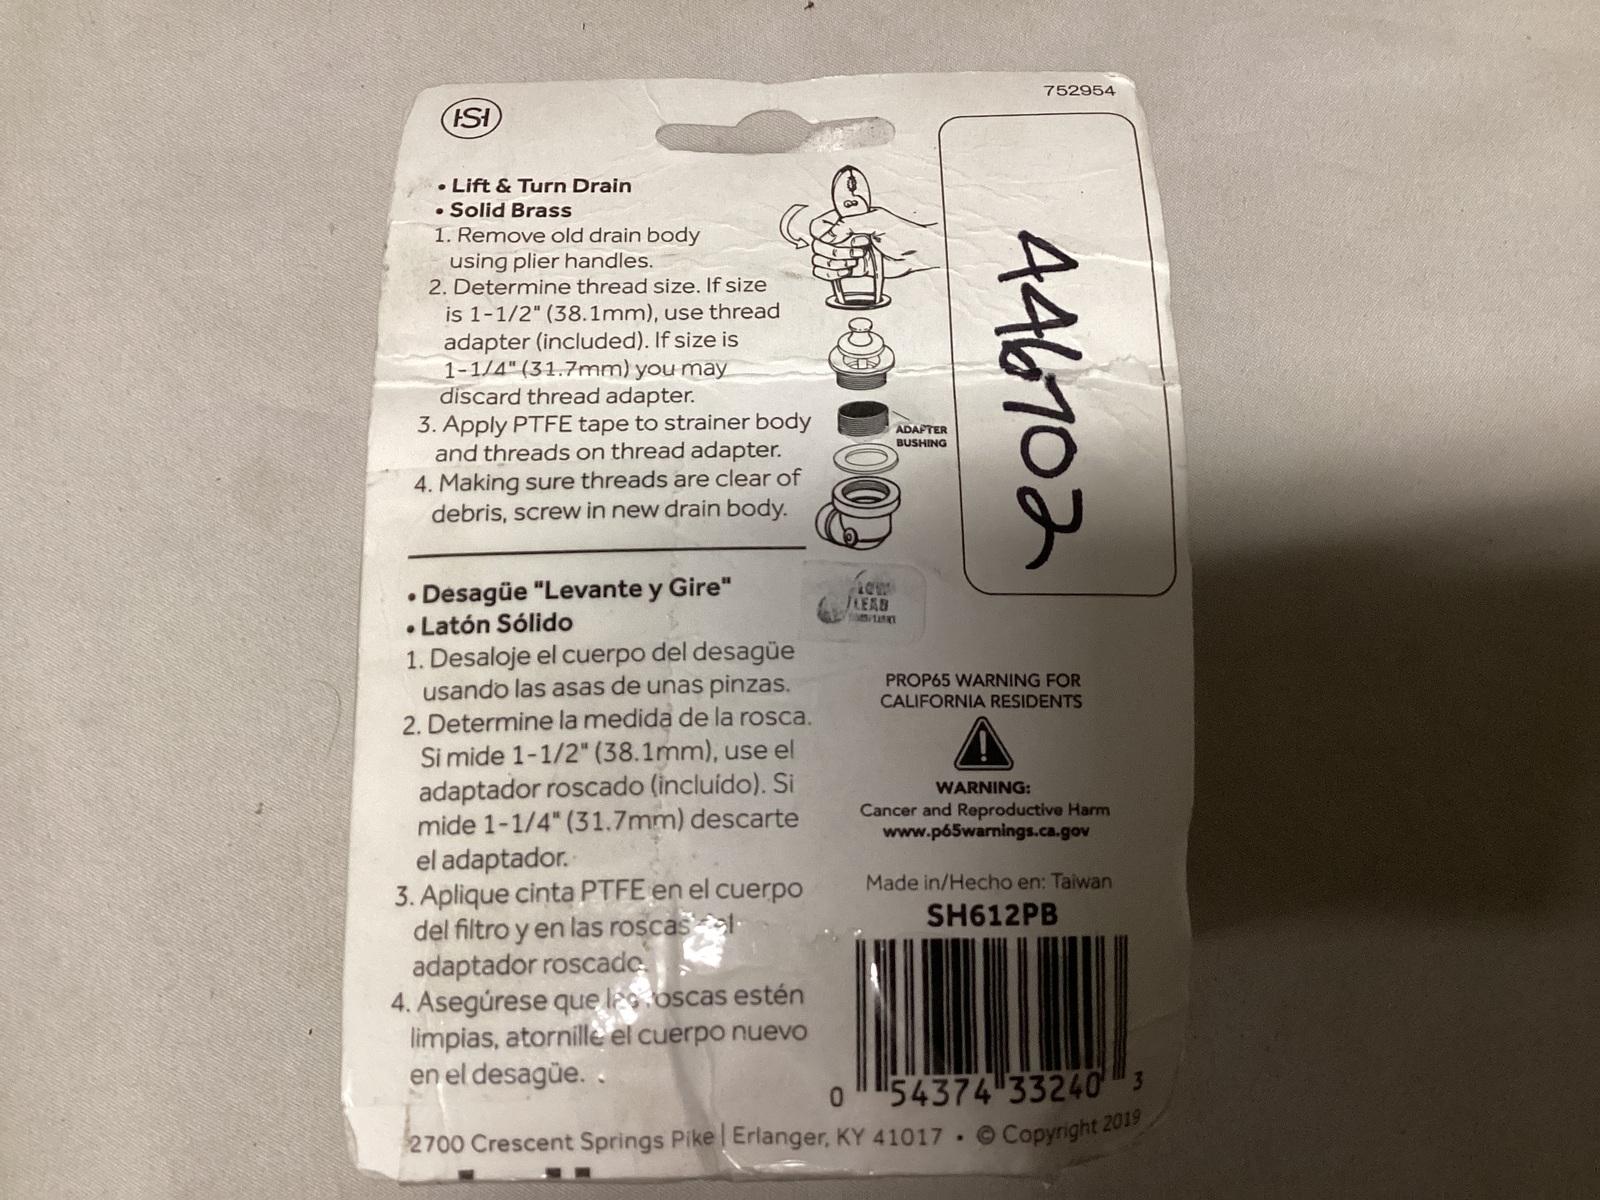 HSH
752954
• Lift & Turn Drain
• Solid Brass
1. Remove old drain body
using plier handles.
2. Determine thread size. If size
is 1-1/2" (38.1mm), use thread
adapter (included). If size is
1-1/4" (31.7mm) you may
discard thread adapter.
3. Apply PTFE tape to strainer body
and threads on thread adapter.
4. Making sure threads are clear of
debris, screw in new drain body.
ADAPTER
BUSHING
446702
• Desagüe "Levante y Gire"
• Latón Sólido
1. Desaloje el cuerpo del desagüe
usando las asas de unas pinzas.
2. Determine la medida de la rosca.
Si mide 1-1/2" (38.1mm), use el
adaptador roscado (incluído). Si
mide 1-1/4" (31.7mm) descarte
el adaptador.
3. Aplique cinta PTFE en el cuerpo
del filtro y en las roscas del
adaptador roscado.
4. Asegúrese que las roscas estén
limpias, atornille el cuerpo nuevo
en el desagüe.
LOW
LEAD
COMPLIANT
PROP65 WARNING FOR
CALIFORNIA RESIDENTS
WARNING:
Cancer and Reproductive Harm
www.p65warnings.ca.gov
Made in/Hecho en: Taiwan
SH612PB
0 54374 33240 3
2700 Crescent Springs Pike | Erlanger, KY 41017 • © Copyright 2019